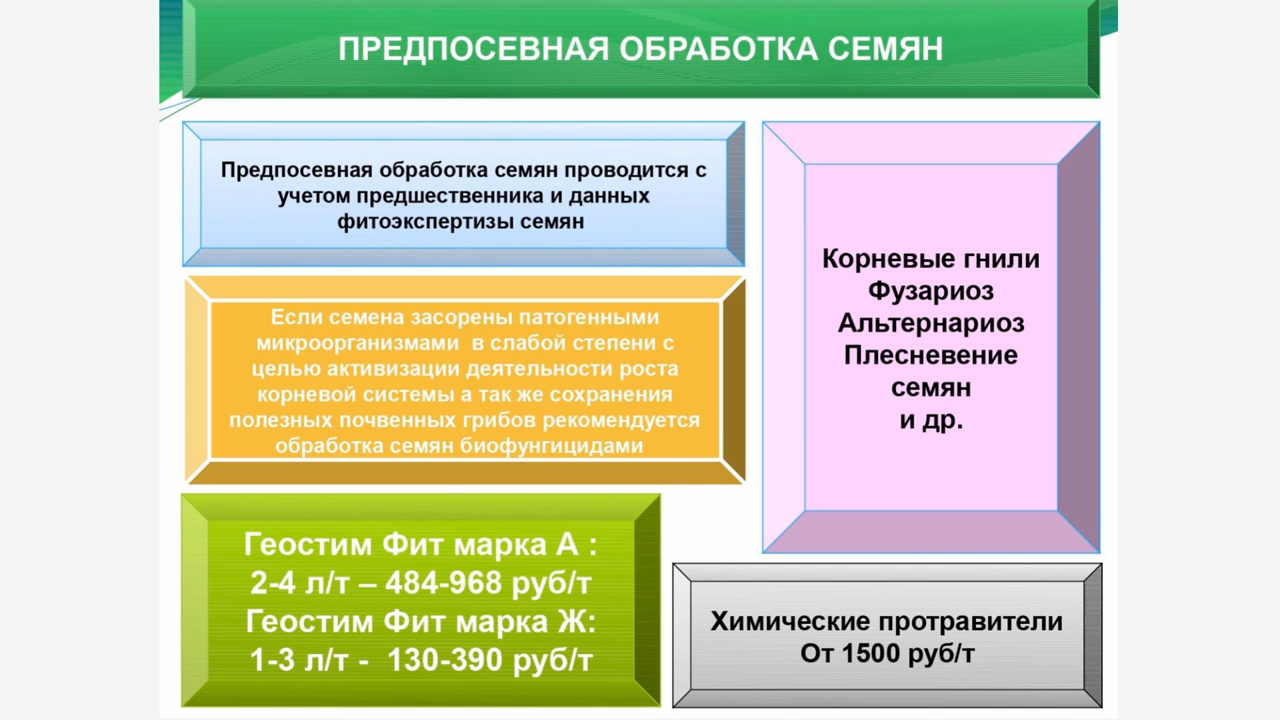 ПРЕДПОСЕВНАЯ ОБРАБОТКА СЕМЯН
Предпосевная обработка семян проводится с
учетом предшественника и данных
фитоэкспертизы семян
Если семена засорены патогенными
микроорганизмами  в слабой степени с
целью активизации деятельности роста
корневой системы а так же сохранения
полезных почвенных грибов рекомендуется
обработка семян биофунгицидами
Корневые гнили
Фузариоз
Альтернариоз
Плесневение
семян
и др.
Геостим Фит марка А :
2-4 л/т – 484-968 руб/т
Геостим Фит марка Ж:
1-3 л/т -  130-390 руб/т
Химические протравители
От 1500 руб/т